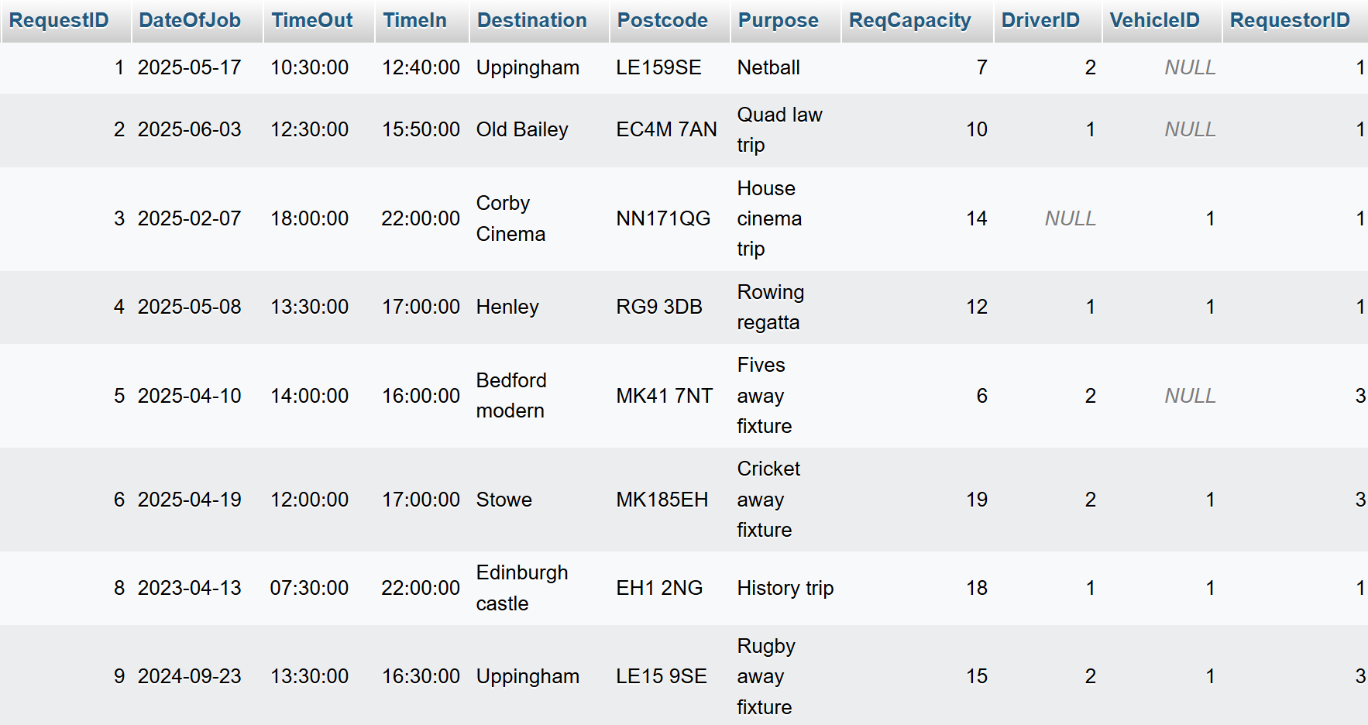 RequestID DateOfJob TimeOut TimeIn Destination Postcode Purpose ReqCapacity DriverID VehicleID RequestorID
1 2025-05-17 10:30:00 12:40:00 Uppingham LE159SE Netball 7 2 NULL 1
2 2025-06-03 12:30:00 15:50:00 Old Bailey EC4M 7AN Quad law trip 10 1 NULL 1
3 2025-02-07 18:00:00 22:00:00 Corby Cinema NN171QG House cinema trip 14 NULL 1 1
4 2025-05-08 13:30:00 17:00:00 Henley RG9 3DB Rowing regatta 12 1 1 1
5 2025-04-10 14:00:00 16:00:00 Bedford modern MK41 7NT Fives away fixture 6 2 NULL 3
6 2025-04-19 12:00:00 17:00:00 Stowe MK185EH Cricket away fixture 19 2 1 3
8 2023-04-13 07:30:00 22:00:00 Edinburgh castle EH1 2NG History trip 18 1 1 1
9 2024-09-23 13:30:00 16:30:00 Uppingham LE15 9SE Rugby away fixture 15 2 1 3